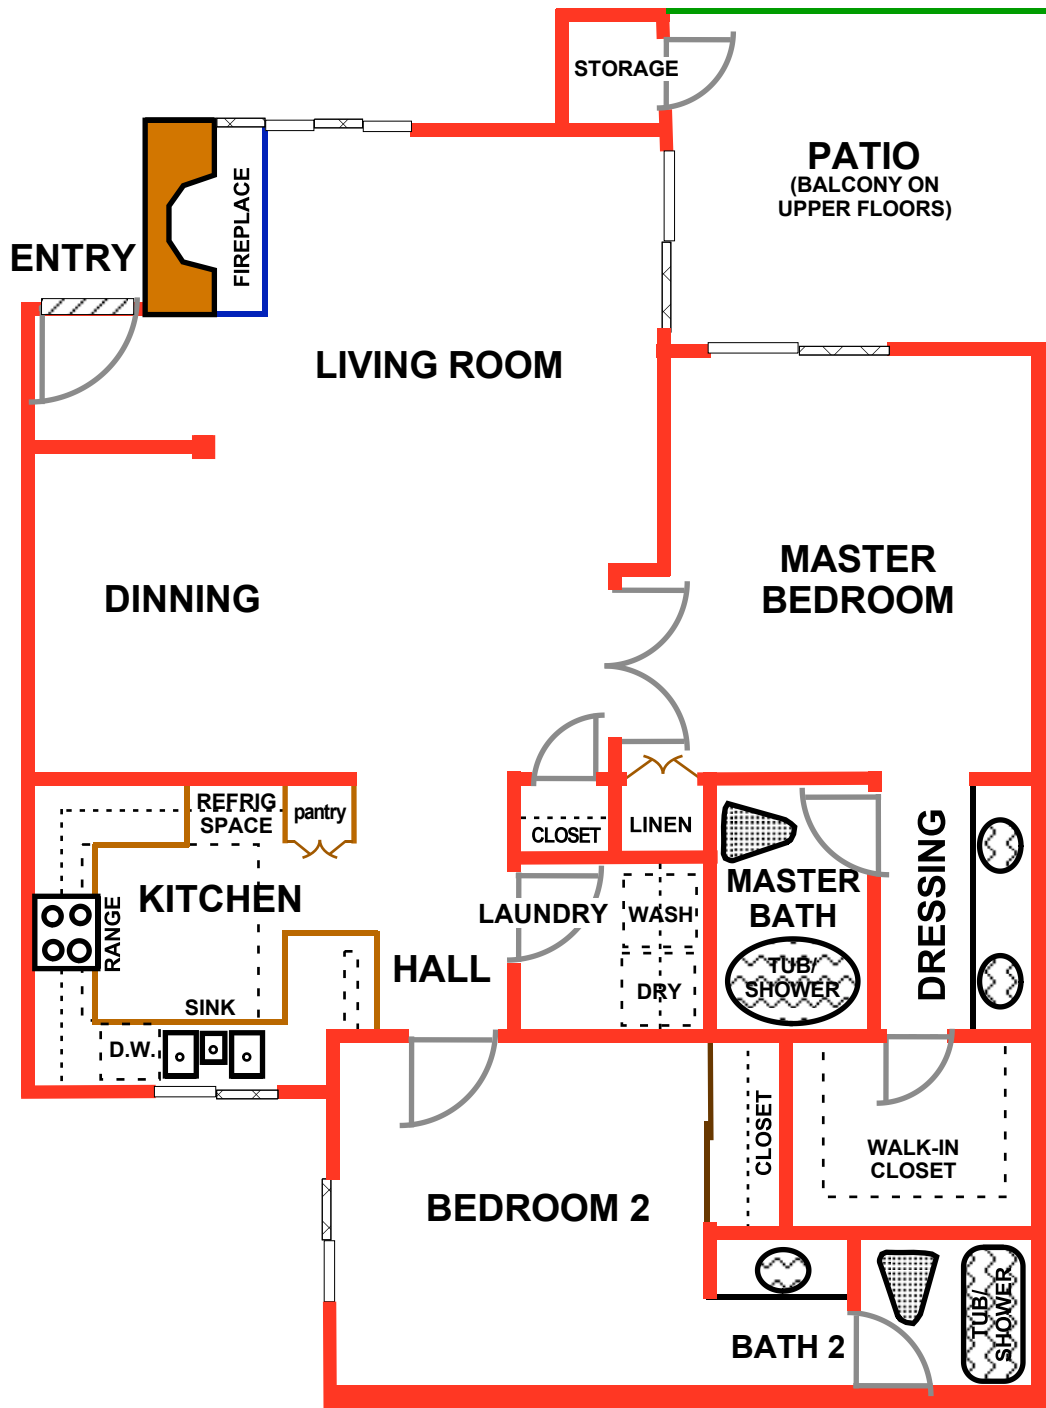 STORAGE
PATIO
(BALCONY ON
UPPER FLOORS)
FIREPLACE
ENTRY
LIVING ROOM
MASTER
BEDROOM
DINNING
REFRIG
SPACE
pantry
CLOSET
LINEN
KITCHEN
RANGE
LAUNDRY
WASH
DRY
MASTER
BATH
TUB/
SHOWER
DRESSING
HALL
SINK
D.W.
CLOSET
WALK-IN
CLOSET
BEDROOM 2
BATH 2
TUB/
SHOWER